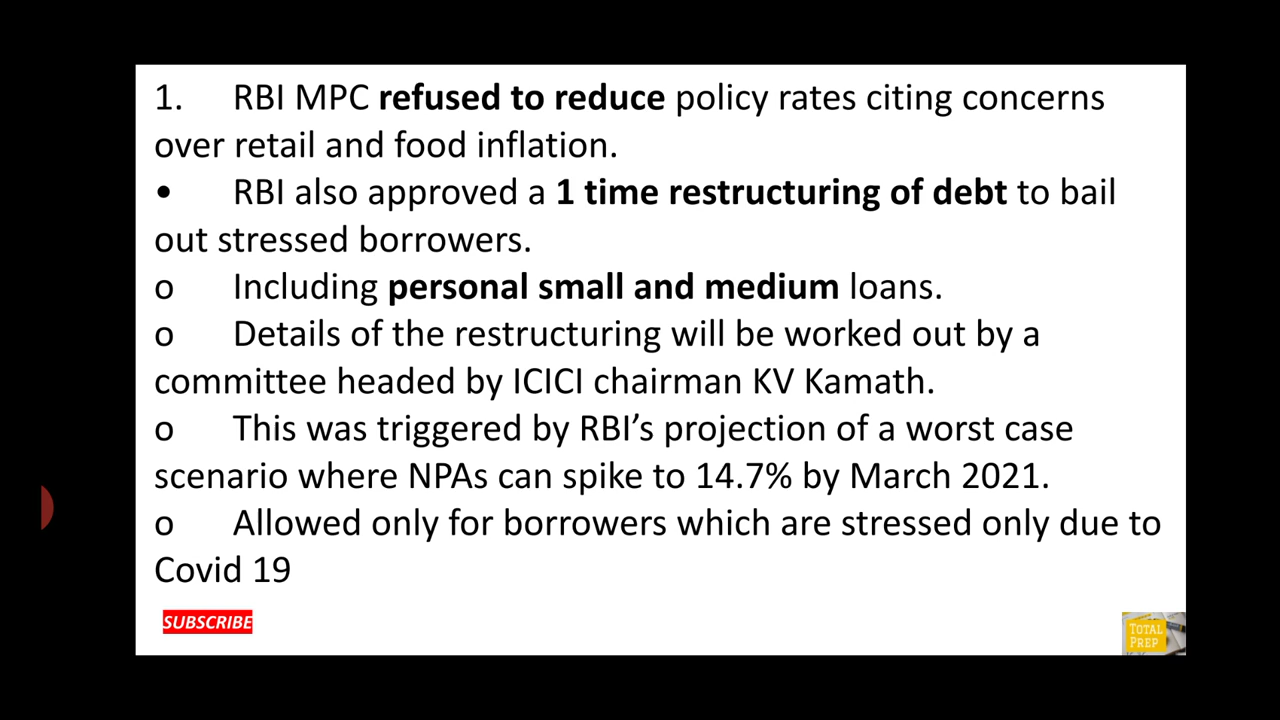 1. RBI MPC refused to reduce policy rates citing concerns
over retail and food inflation.
• RBI also approved a 1 time restructuring of debt to bail
out stressed borrowers.
o Including personal small and medium loans.
o Details of the restructuring will be worked out by a
committee headed by ICICI chairman KV Kamath.
o This was triggered by RBI’s projection of a worst case
scenario where NPAs can spike to 14.7% by March 2021.
o Allowed only for borrowers which are stressed only due to
Covid 19
SUBSCRIBE
TOTAL
PREP